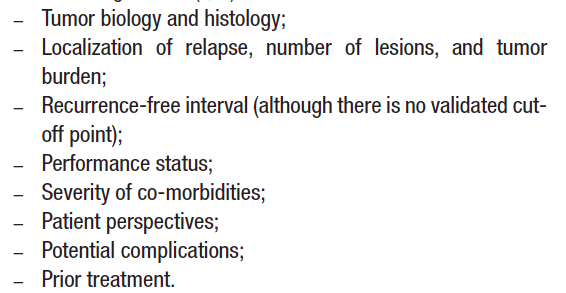 – Tumor biology and histology;
– Localization of relapse, number of lesions, and tumor
burden;
– Recurrence-free interval (although there is no validated cut-
off point);
– Performance status;
– Severity of co-morbidities;
– Patient perspectives;
– Potential complications;
– Prior treatment.